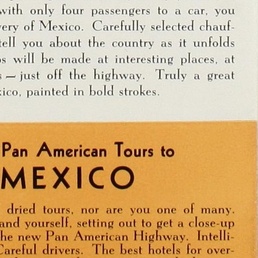 with only four passengers to a car, you
very of Mexico. Carefully selected chauf-
tell you about the country as it unfolds
ps will be made at interesting places, at
s — just off the highway. Truly a great
xico, painted in bold strokes.
Pan American Tours to
MEXICO
dried tours, nor are you one of many.
and yourself, setting out to get a close-up
he new Pan American Highway. Intelli-
Careful drivers. The best hotels for over-